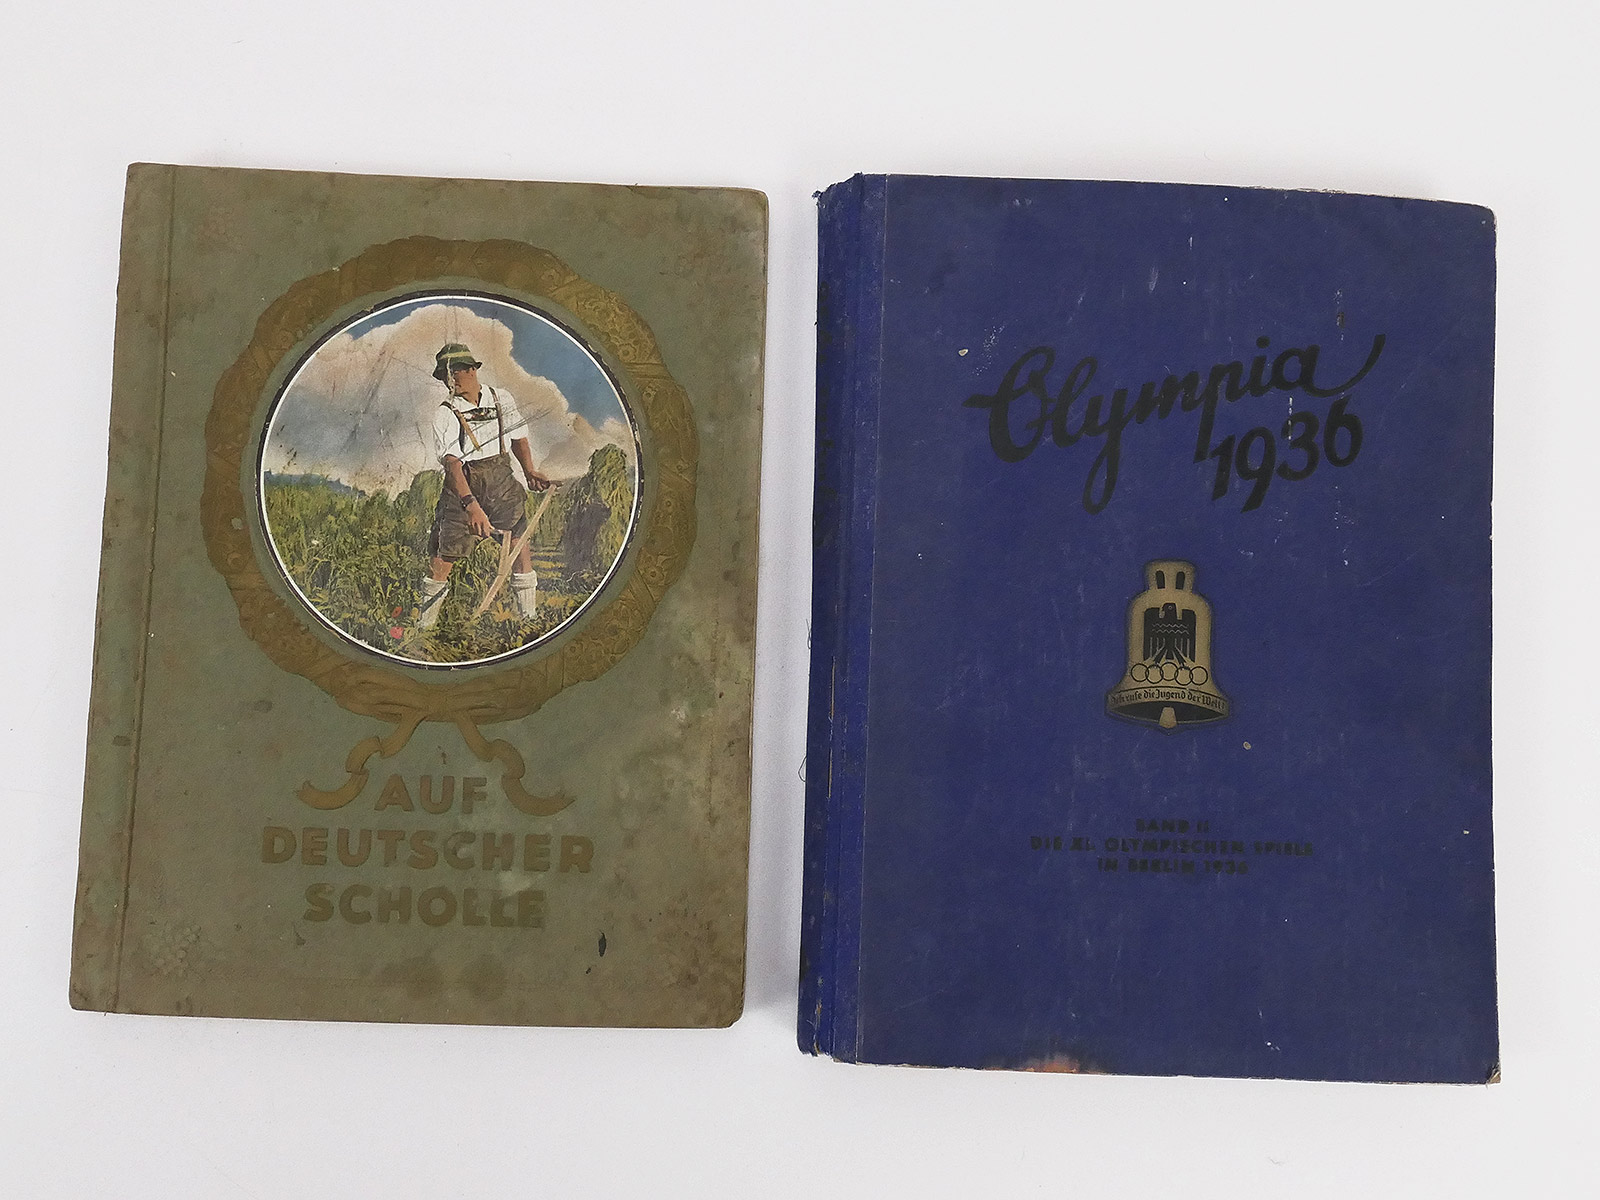 AUF
DEUTSCHER
SCHOLLE
Olympia
1936
Ich rufe die Jugend der Welt!
BAND II
DIE XI. OLYMPISCHEN SPIELE
IN BERLIN 1936